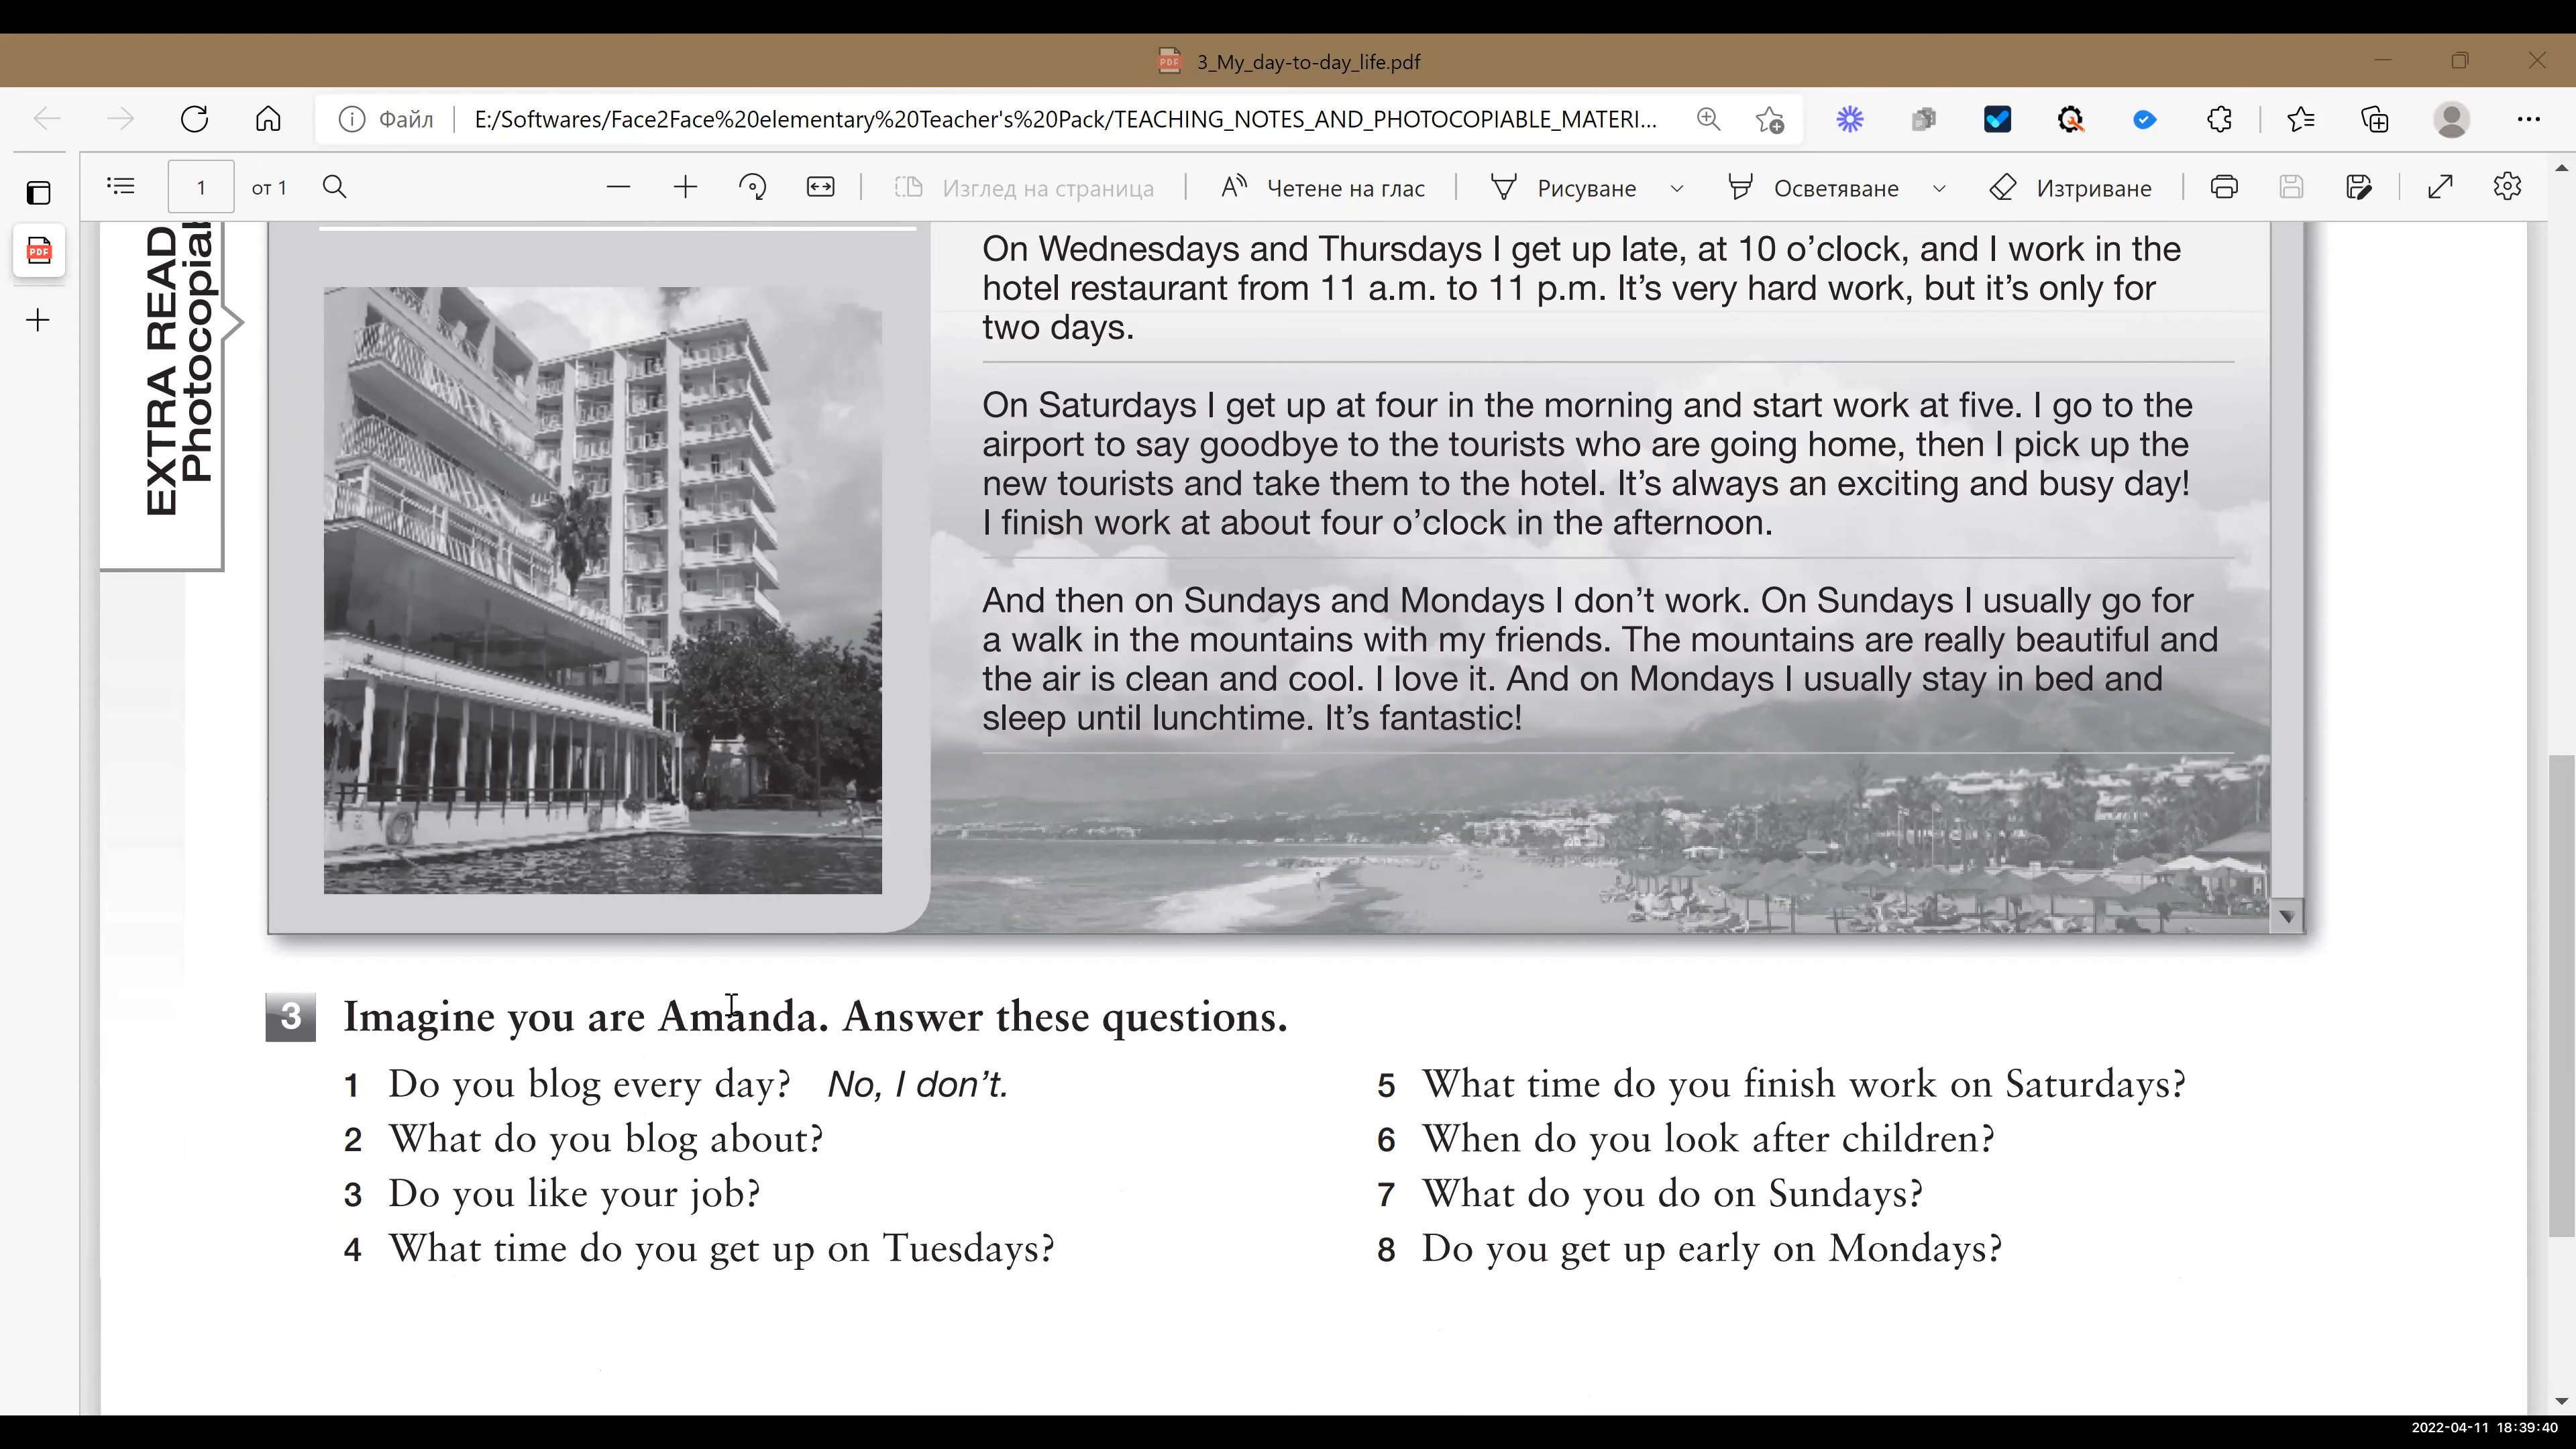 3_My_day-to-day_life.pdf
Файл
E:/Softwares/Face2Face%20elementary%20Teacher's%20Pack/TEACHING_NOTES_AND_PHOTOCOPIABLE_MATERI...
1 от 1
Изглед на страница
Четене на глас
Рисуване
Осветяване
Изтриване
EXTRA READ
Photocopial
On Wednesdays and Thursdays I get up late, at 10 o’clock, and I work in the
hotel restaurant from 11 a.m. to 11 p.m. It’s very hard work, but it’s only for
two days.
On Saturdays I get up at four in the morning and start work at five. I go to the
airport to say goodbye to the tourists who are going home, then I pick up the
new tourists and take them to the hotel. It’s always an exciting and busy day!
I finish work at about four o’clock in the afternoon.
And then on Sundays and Mondays I don’t work. On Sundays I usually go for
a walk in the mountains with my friends. The mountains are really beautiful and
the air is clean and cool. I love it. And on Mondays I usually stay in bed and
sleep until lunchtime. It’s fantastic!
3 Imagine you are Amanda. Answer these questions.
1 Do you blog every day? No, I don’t.
2 What do you blog about?
3 Do you like your job?
4 What time do you get up on Tuesdays?
5 What time do you finish work on Saturdays?
6 When do you look after children?
7 What do you do on Sundays?
8 Do you get up early on Mondays?
2022-04-11 18:39:40